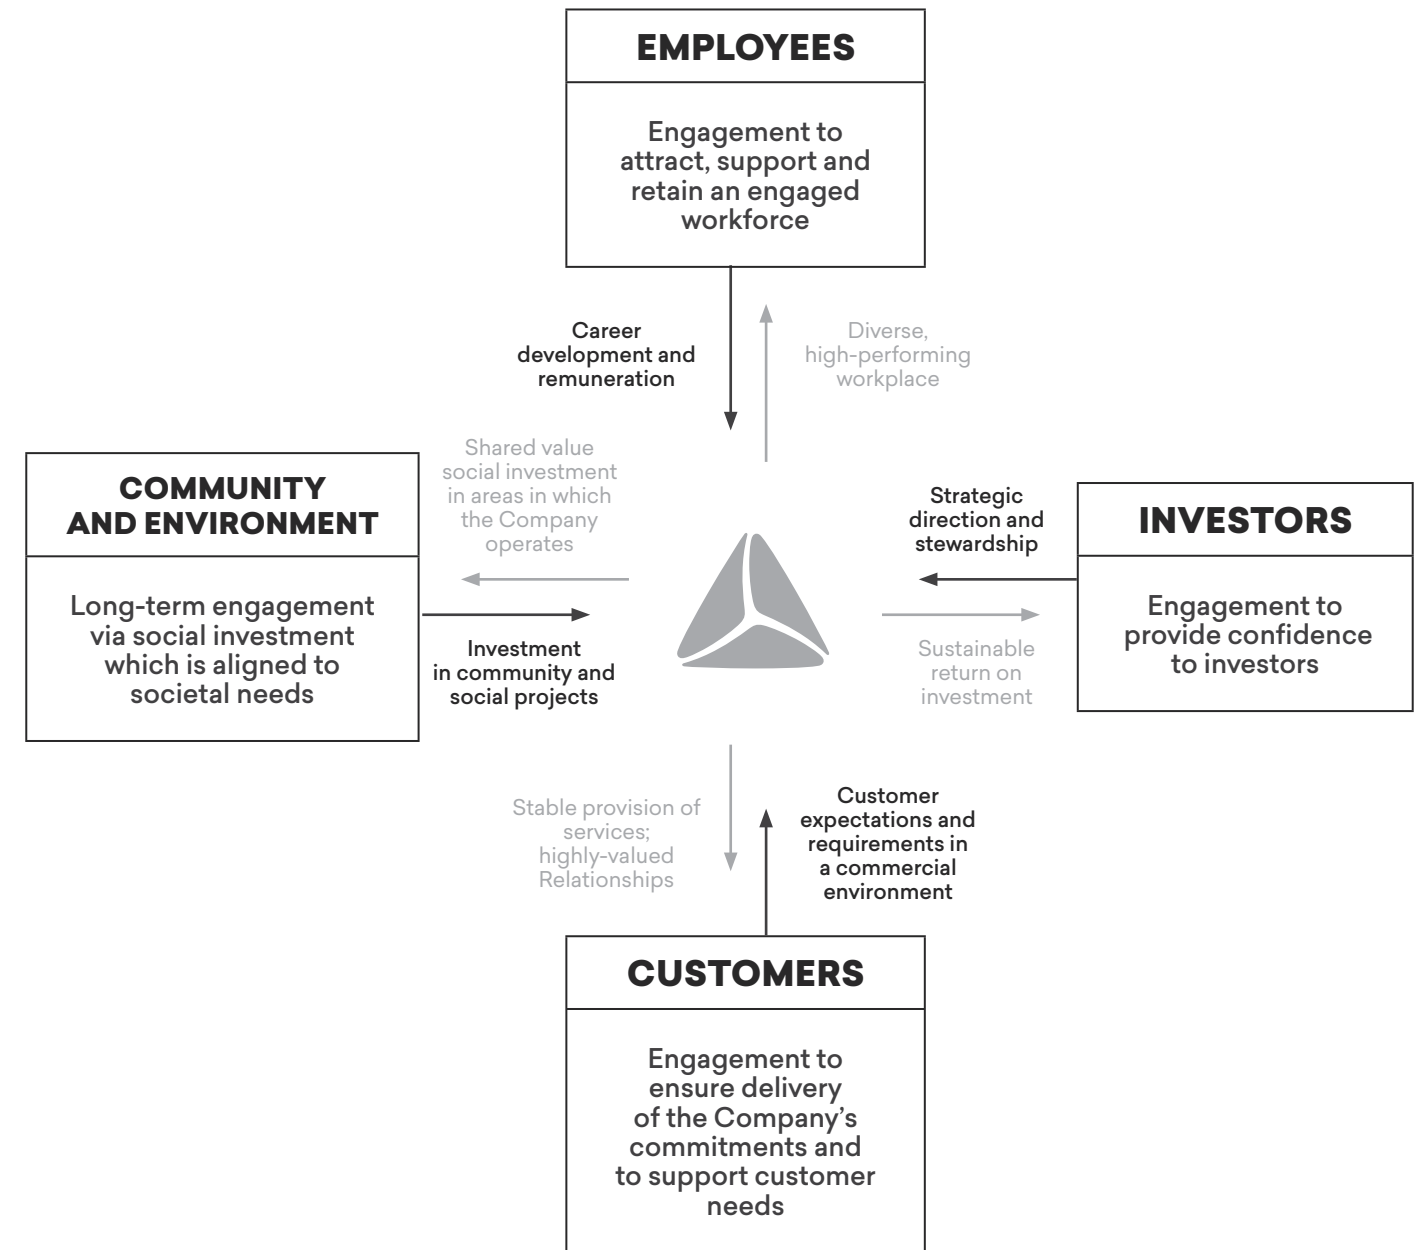 EMPLOYEES
Engagement to
attract, support and
retain an engaged
workforce
Career
development and
remuneration
Diverse,
high-performing
workplace
COMMUNITY
AND ENVIRONMENT
Long-term engagement
via social investment
which is aligned to
societal needs
Shared value
social investment
in areas in which
the Company
operates
Investment
in community and
social projects
Strategic
direction and
stewardship
Sustainable
return on
investment
INVESTORS
Engagement to
provide confidence
to investors
Stable provision of
services;
highly-valued
Relationships
Customer
expectations and
requirements in
a commercial
environment
CUSTOMERS
Engagement to
ensure delivery
of the Company’s
commitments and
to support customer
needs